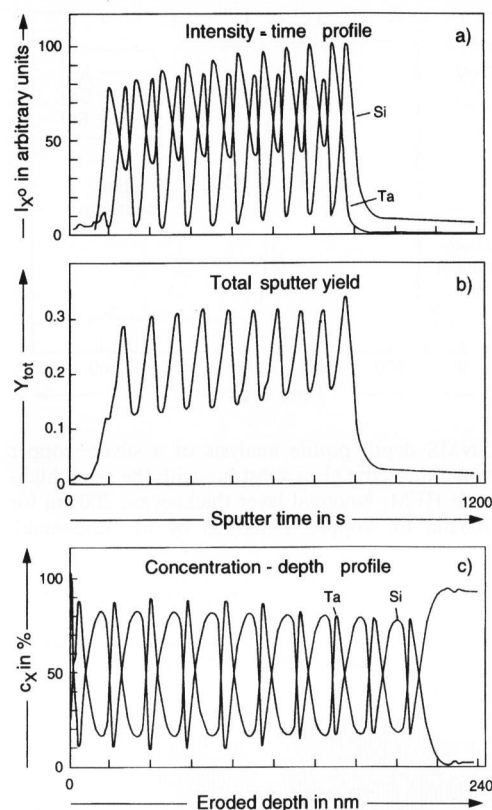 Intensity - time profile
a)
100
50
0
I_X⁰ in arbitrary units
Si
Ta
Total sputter yield
b)
0.3
0.2
0.1
0
Y_tot
0
1200
Sputter time in s
Concentration - depth profile
c)
100
50
0
c_X in %
Ta
Si
0
240
Eroded depth in nm